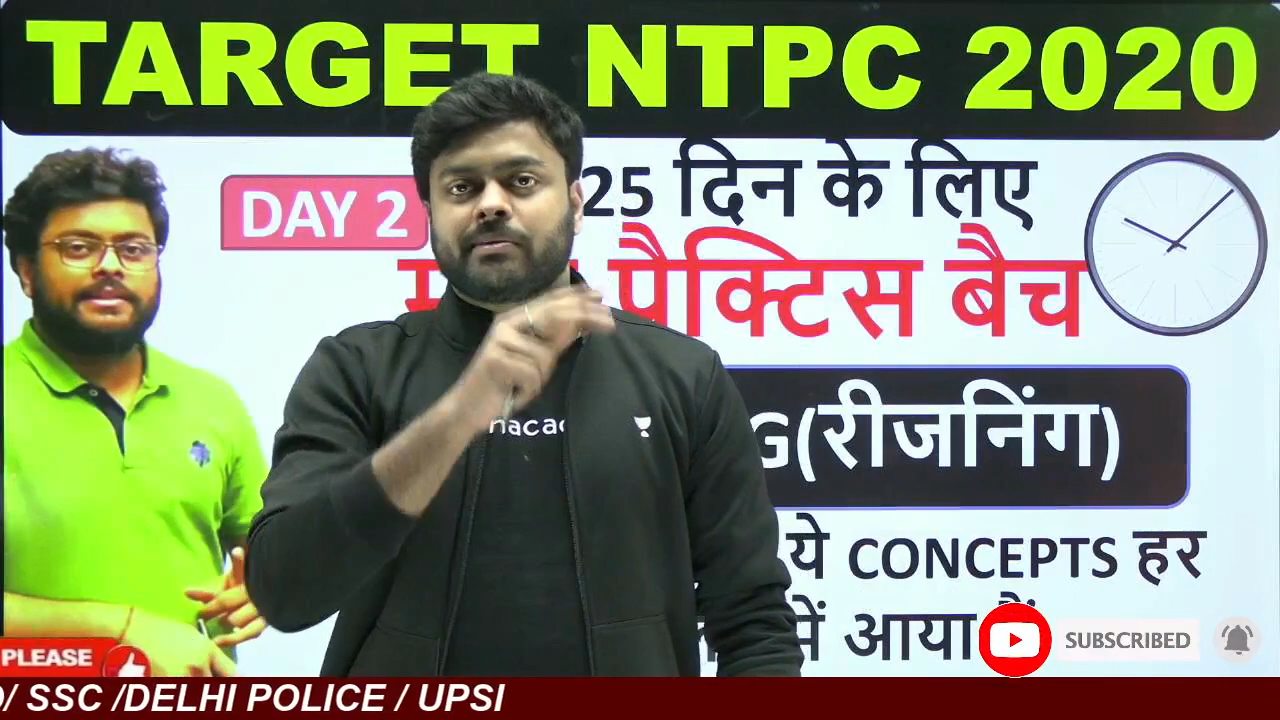 TARGET NTPC 2020
DAY 2
25 दिन के लिए
पैक्टिस बैच
G(रीजनिंग)
ये CONCEPTS हर
में आया
SUBSCRIBED
PLEASE
/ SSC /DELHI POLICE / UPSI